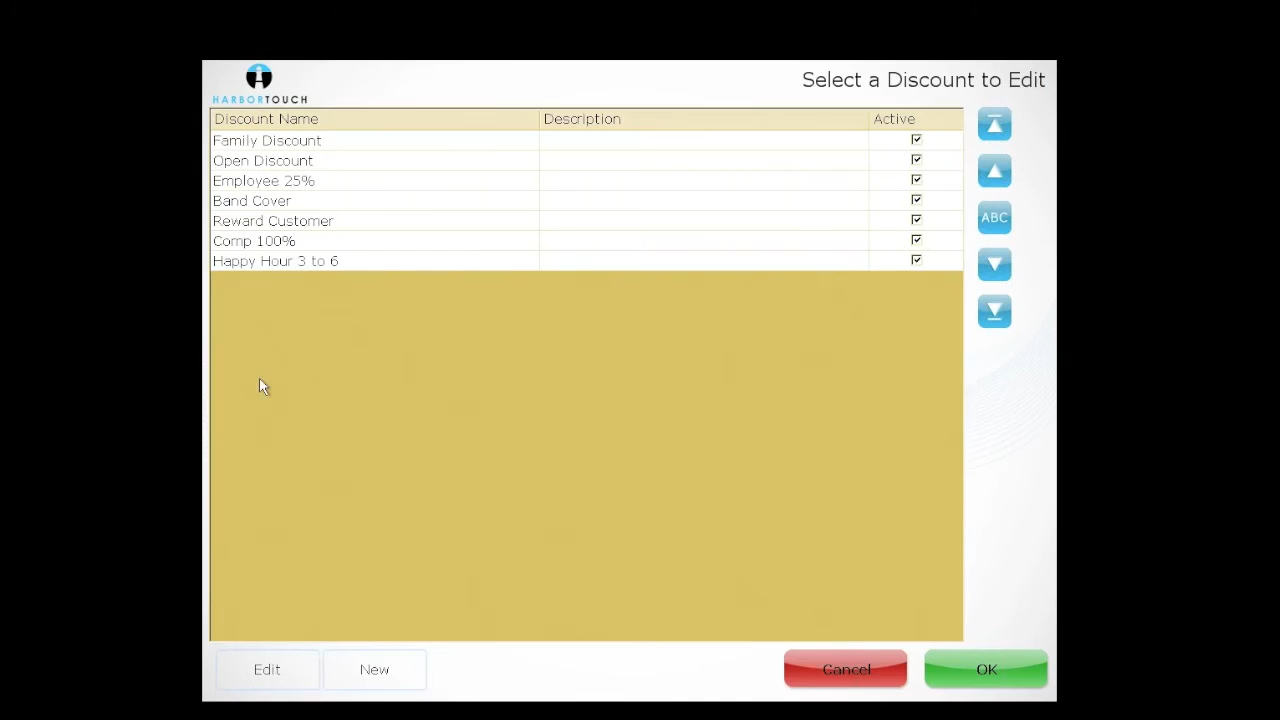 HARBORTOUCH
Select a Discount to Edit
Discount Name Description Active
Family Discount
Open Discount
Employee 25%
Band Cover
Reward Customer
Comp 100%
Happy Hour 3 to 6
ABC
Edit New Cancel OK